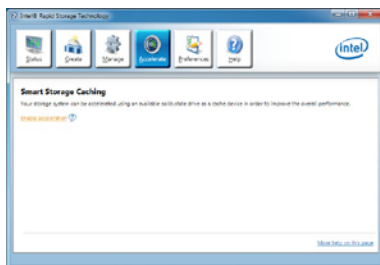 Intel® Rapid Storage Technology
Status
Create
Manage
Accelerate
Preferences
Help
intel
Smart Storage Caching
Your storage system can be accelerated using an available solid-state drive as a cache device in order to improve the overall performance.
Enable acceleration ?
More help on this page